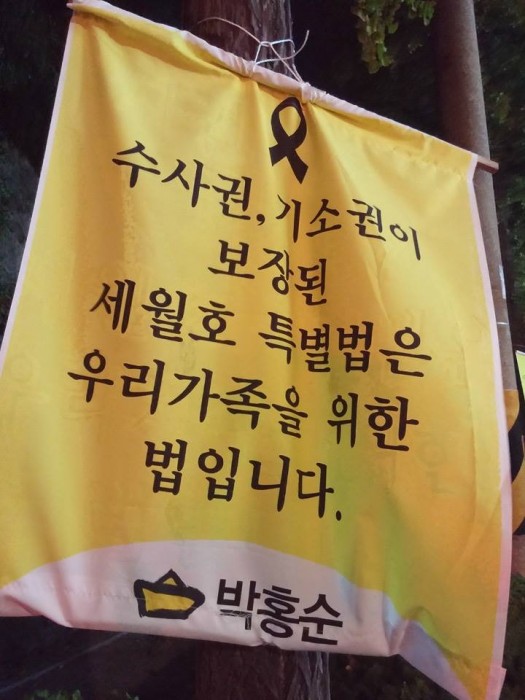 수사권, 기소권이
보장된
세월호 특별법은
우리가족을 위한
법입니다.
박홍순